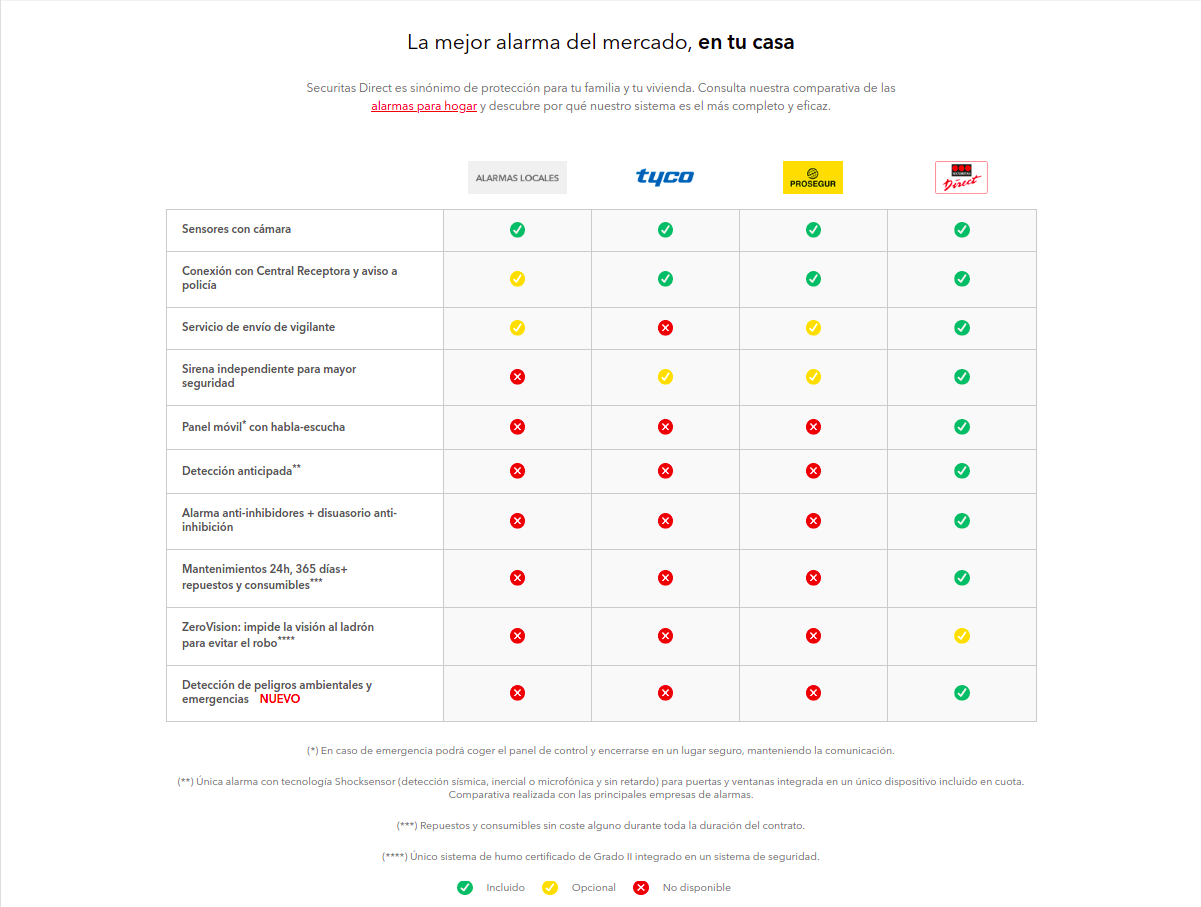 La mejor alarma del mercado, en tu casa
Securitas Direct es sinónimo de protección para tu familia y tu vivienda. Consulta nuestra comparativa de las
alarmas para hogar y descubre por qué nuestro sistema es el más completo y eficaz.
ALARMAS LOCALES
tyco
PROSEGUR
Direct
Sensores con cámara
Conexión con Central Receptora y aviso a
policía
Servicio de envío de vigilante
Sirena independiente para mayor
seguridad
Panel móvil* con habla-escucha
Detección anticipada**
Alarma anti-inhibidores + disuasorio anti-
inhibición
Mantenimientos 24h, 365 días+
repuestos y consumibles***
ZeroVision: impide la visión al ladrón
para evitar el robo****
Detección de peligros ambientales y
emergencias NUEVO
(*) En caso de emergencia podrá coger el panel de control y encerrarse en un lugar seguro, manteniendo la comunicación.
(**) Única alarma con tecnología Shocksensor (detección sísmica, inercial o microfónica y sin retardo) para puertas y ventanas integrada en un único dispositivo incluido en cuota.
Comparativa realizada con las principales empresas de alarmas.
(***) Repuestos y consumibles sin coste alguno durante toda la duración del contrato.
(****) Único sistema de humo certificado de Grado II integrado en un sistema de seguridad.
Incluido Opcional No disponible